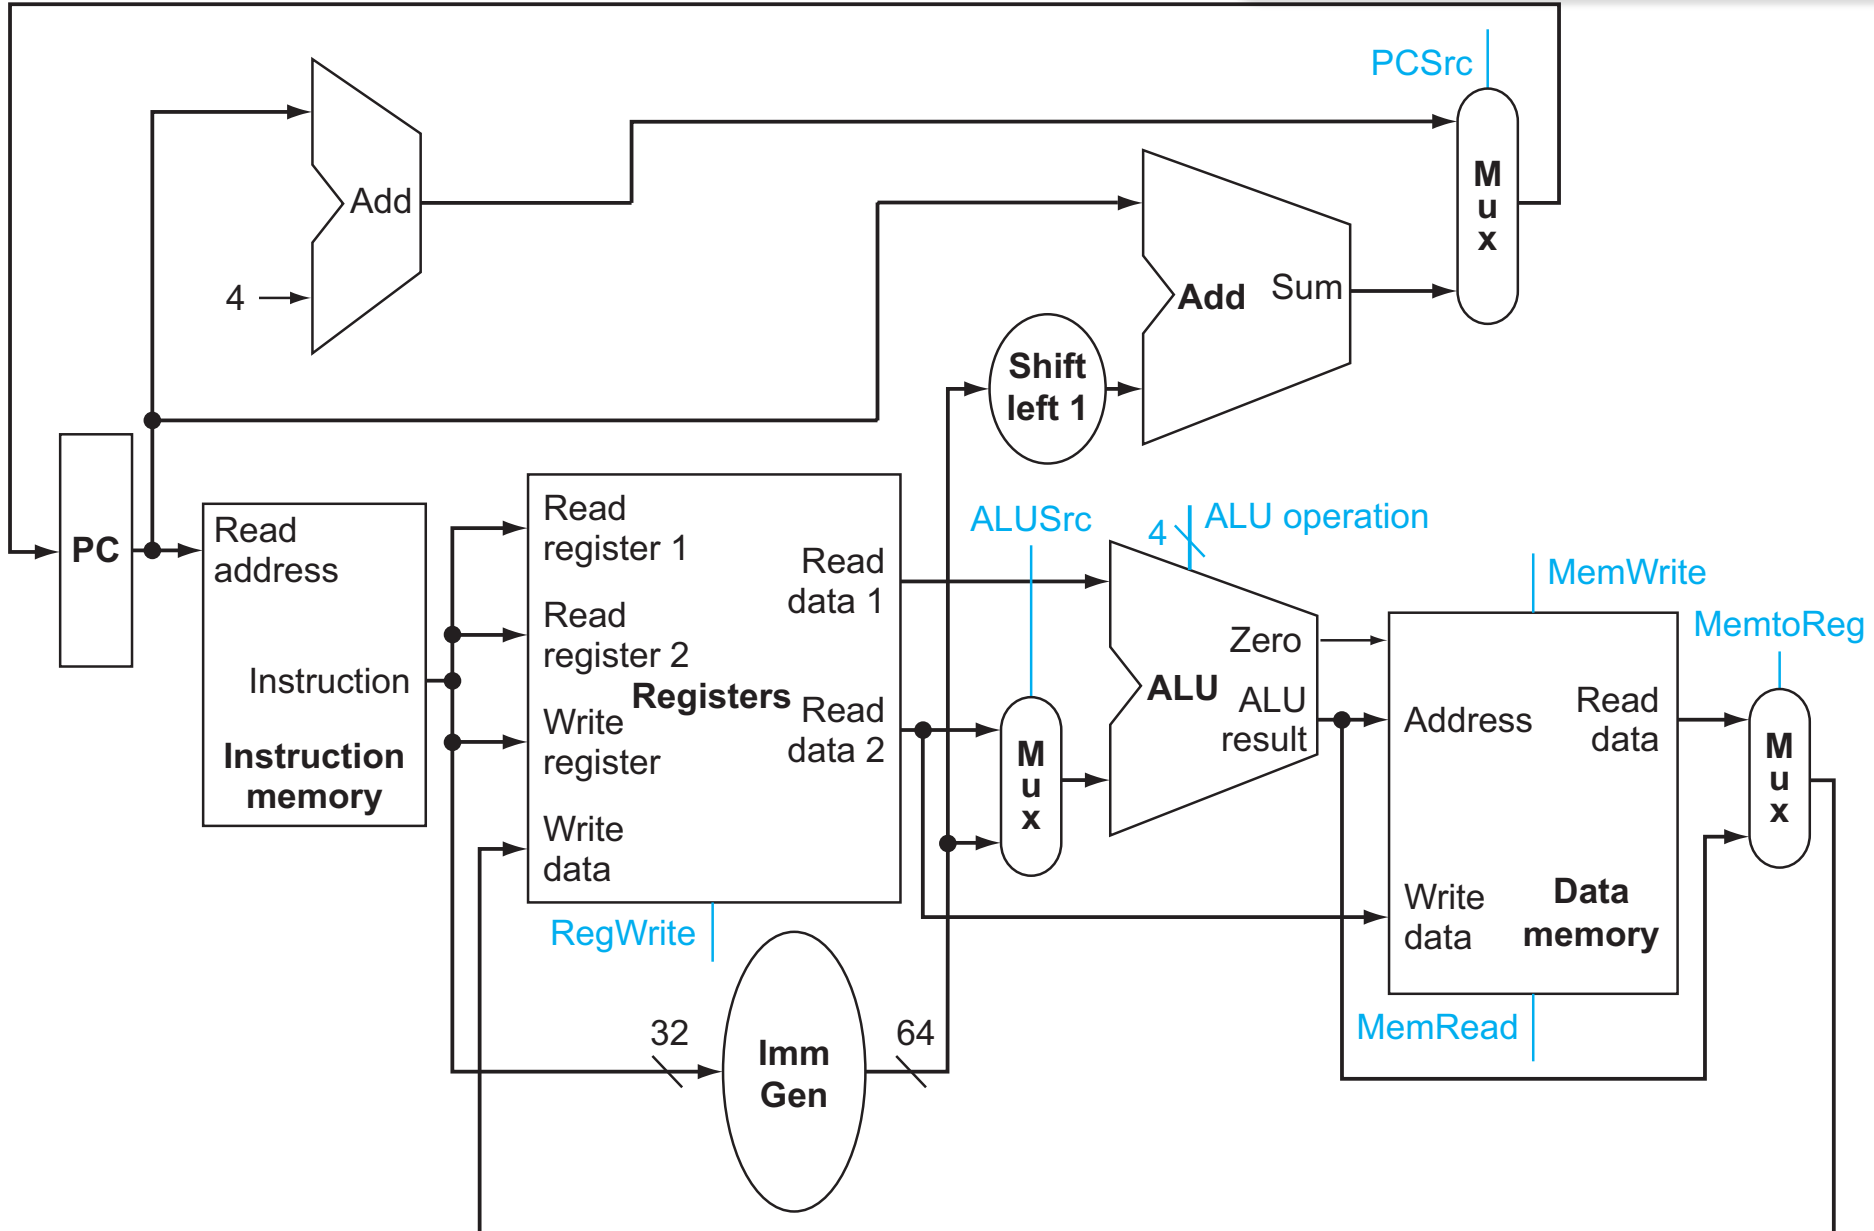 PCSrc
M
u
x
Add
4
Add
Sum
Shift
left 1
PC
Read
address
Instruction
Instruction
memory
Read
register 1
Read
register 2
Registers
Write
register
Write
data
Read
data 1
Read
data 2
RegWrite
ALUSrc
M
u
x
4
ALU operation
Zero
ALU
ALU
result
MemWrite
Address
Read
data
Write
data
Data
memory
MemRead
MemtoReg
M
u
x
32
Imm
Gen
64